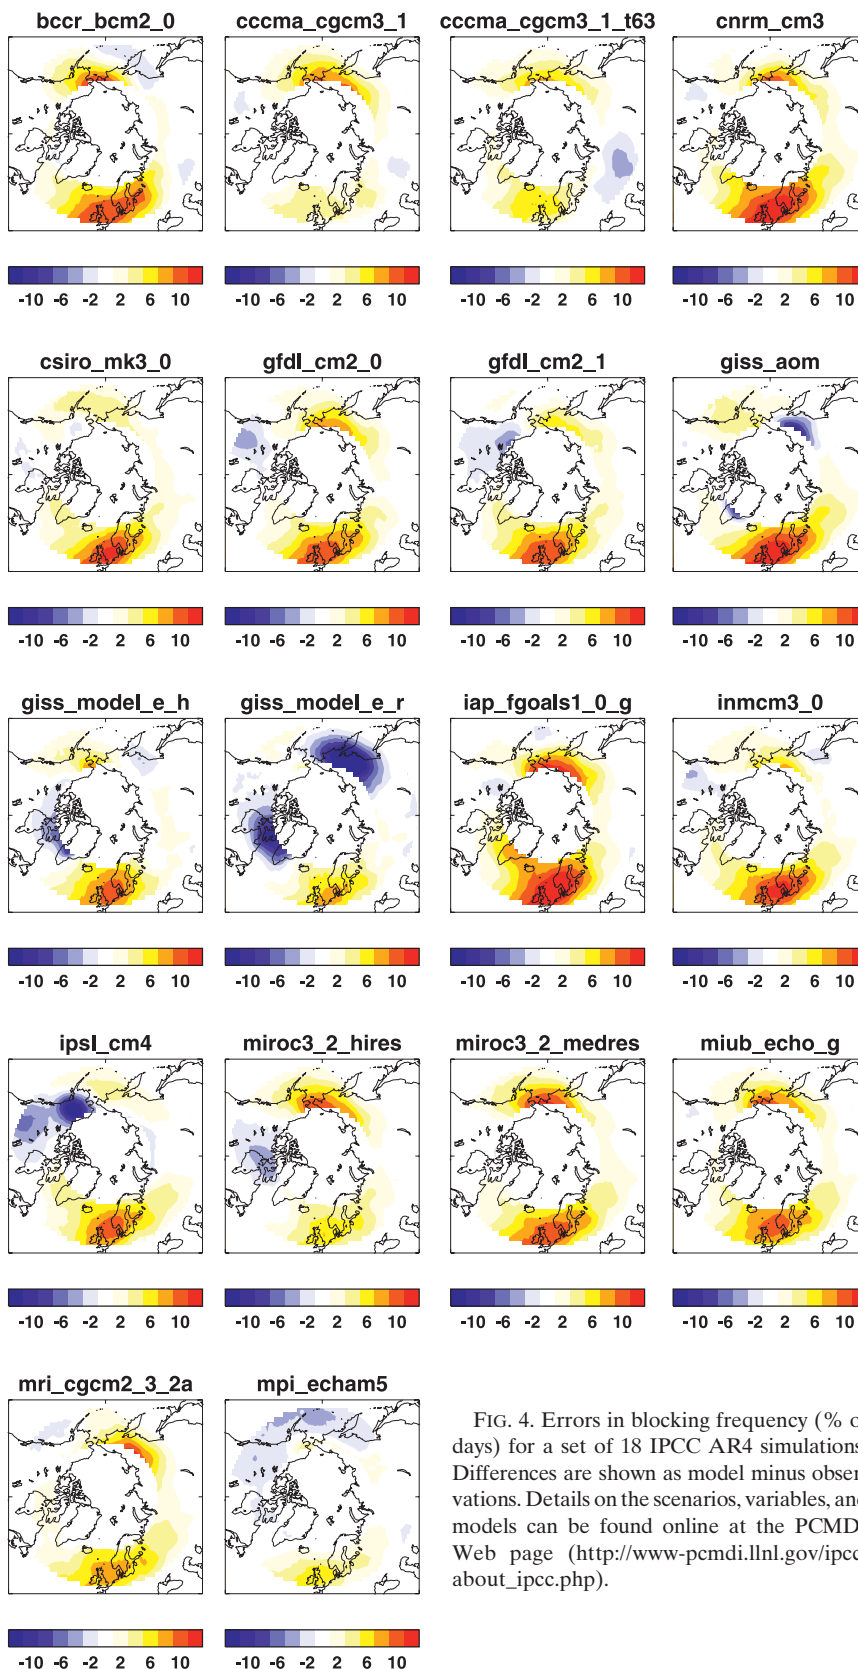 bccr_bcm2_0 cccma_cgcm3_1 cccma_cgcm3_1_t63 cnrm_cm3
-10 -6 -2 2 6 10 -10 -6 -2 2 6 10 -10 -6 -2 2 6 10 -10 -6 -2 2 6 10
csiro_mk3_0 gfdl_cm2_0 gfdl_cm2_1 giss_aom
-10 -6 -2 2 6 10 -10 -6 -2 2 6 10 -10 -6 -2 2 6 10 -10 -6 -2 2 6 10
giss_model_e_h giss_model_e_r iap_fgoals1_0_g inmcm3_0
-10 -6 -2 2 6 10 -10 -6 -2 2 6 10 -10 -6 -2 2 6 10 -10 -6 -2 2 6 10
ipsl_cm4 miroc3_2_hires miroc3_2_medres miub_echo_g
-10 -6 -2 2 6 10 -10 -6 -2 2 6 10 -10 -6 -2 2 6 10 -10 -6 -2 2 6 10
mri_cgcm2_3_2a mpi_echam5
-10 -6 -2 2 6 10 -10 -6 -2 2 6 10
FIG. 4. Errors in blocking frequency (% o
days) for a set of 18 IPCC AR4 simulations
Differences are shown as model minus obser
vations. Details on the scenarios, variables, and
models can be found online at the PCMD
Web page (http://www-pcmdi.llnl.gov/ipcc
about_ipcc.php).